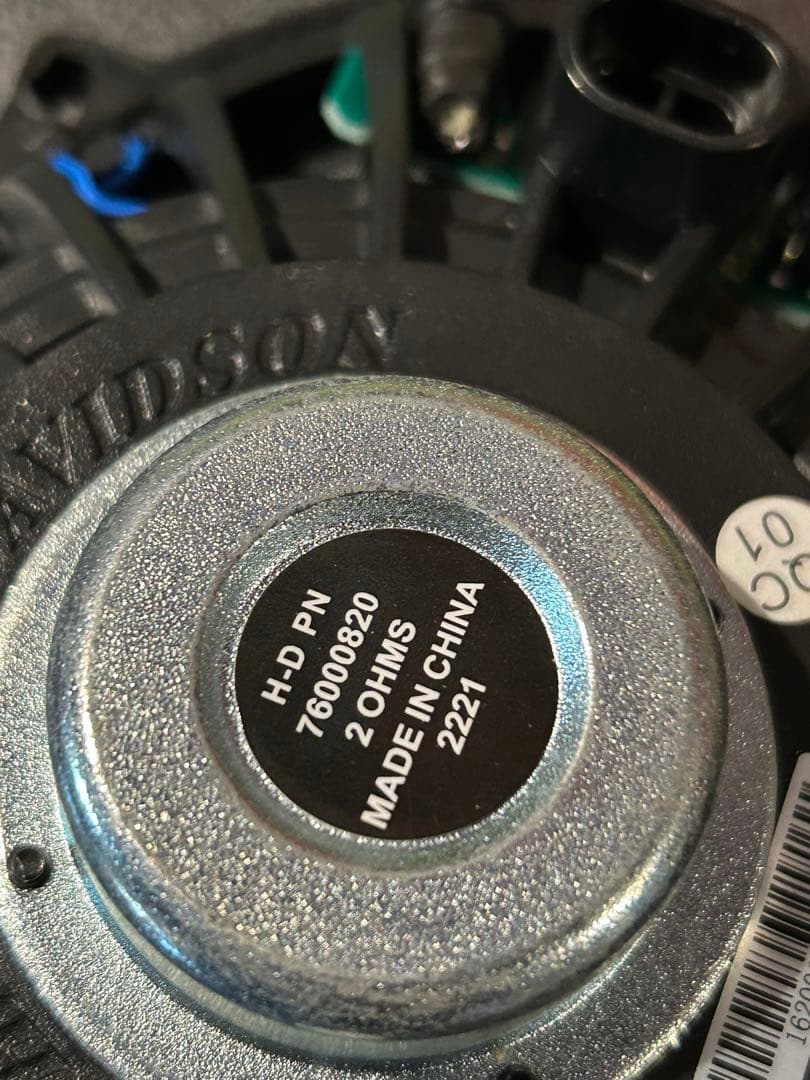 AVIDSON
H-D PN
76000820
2 OHMS
MADE IN CHINA
2221
QC
01